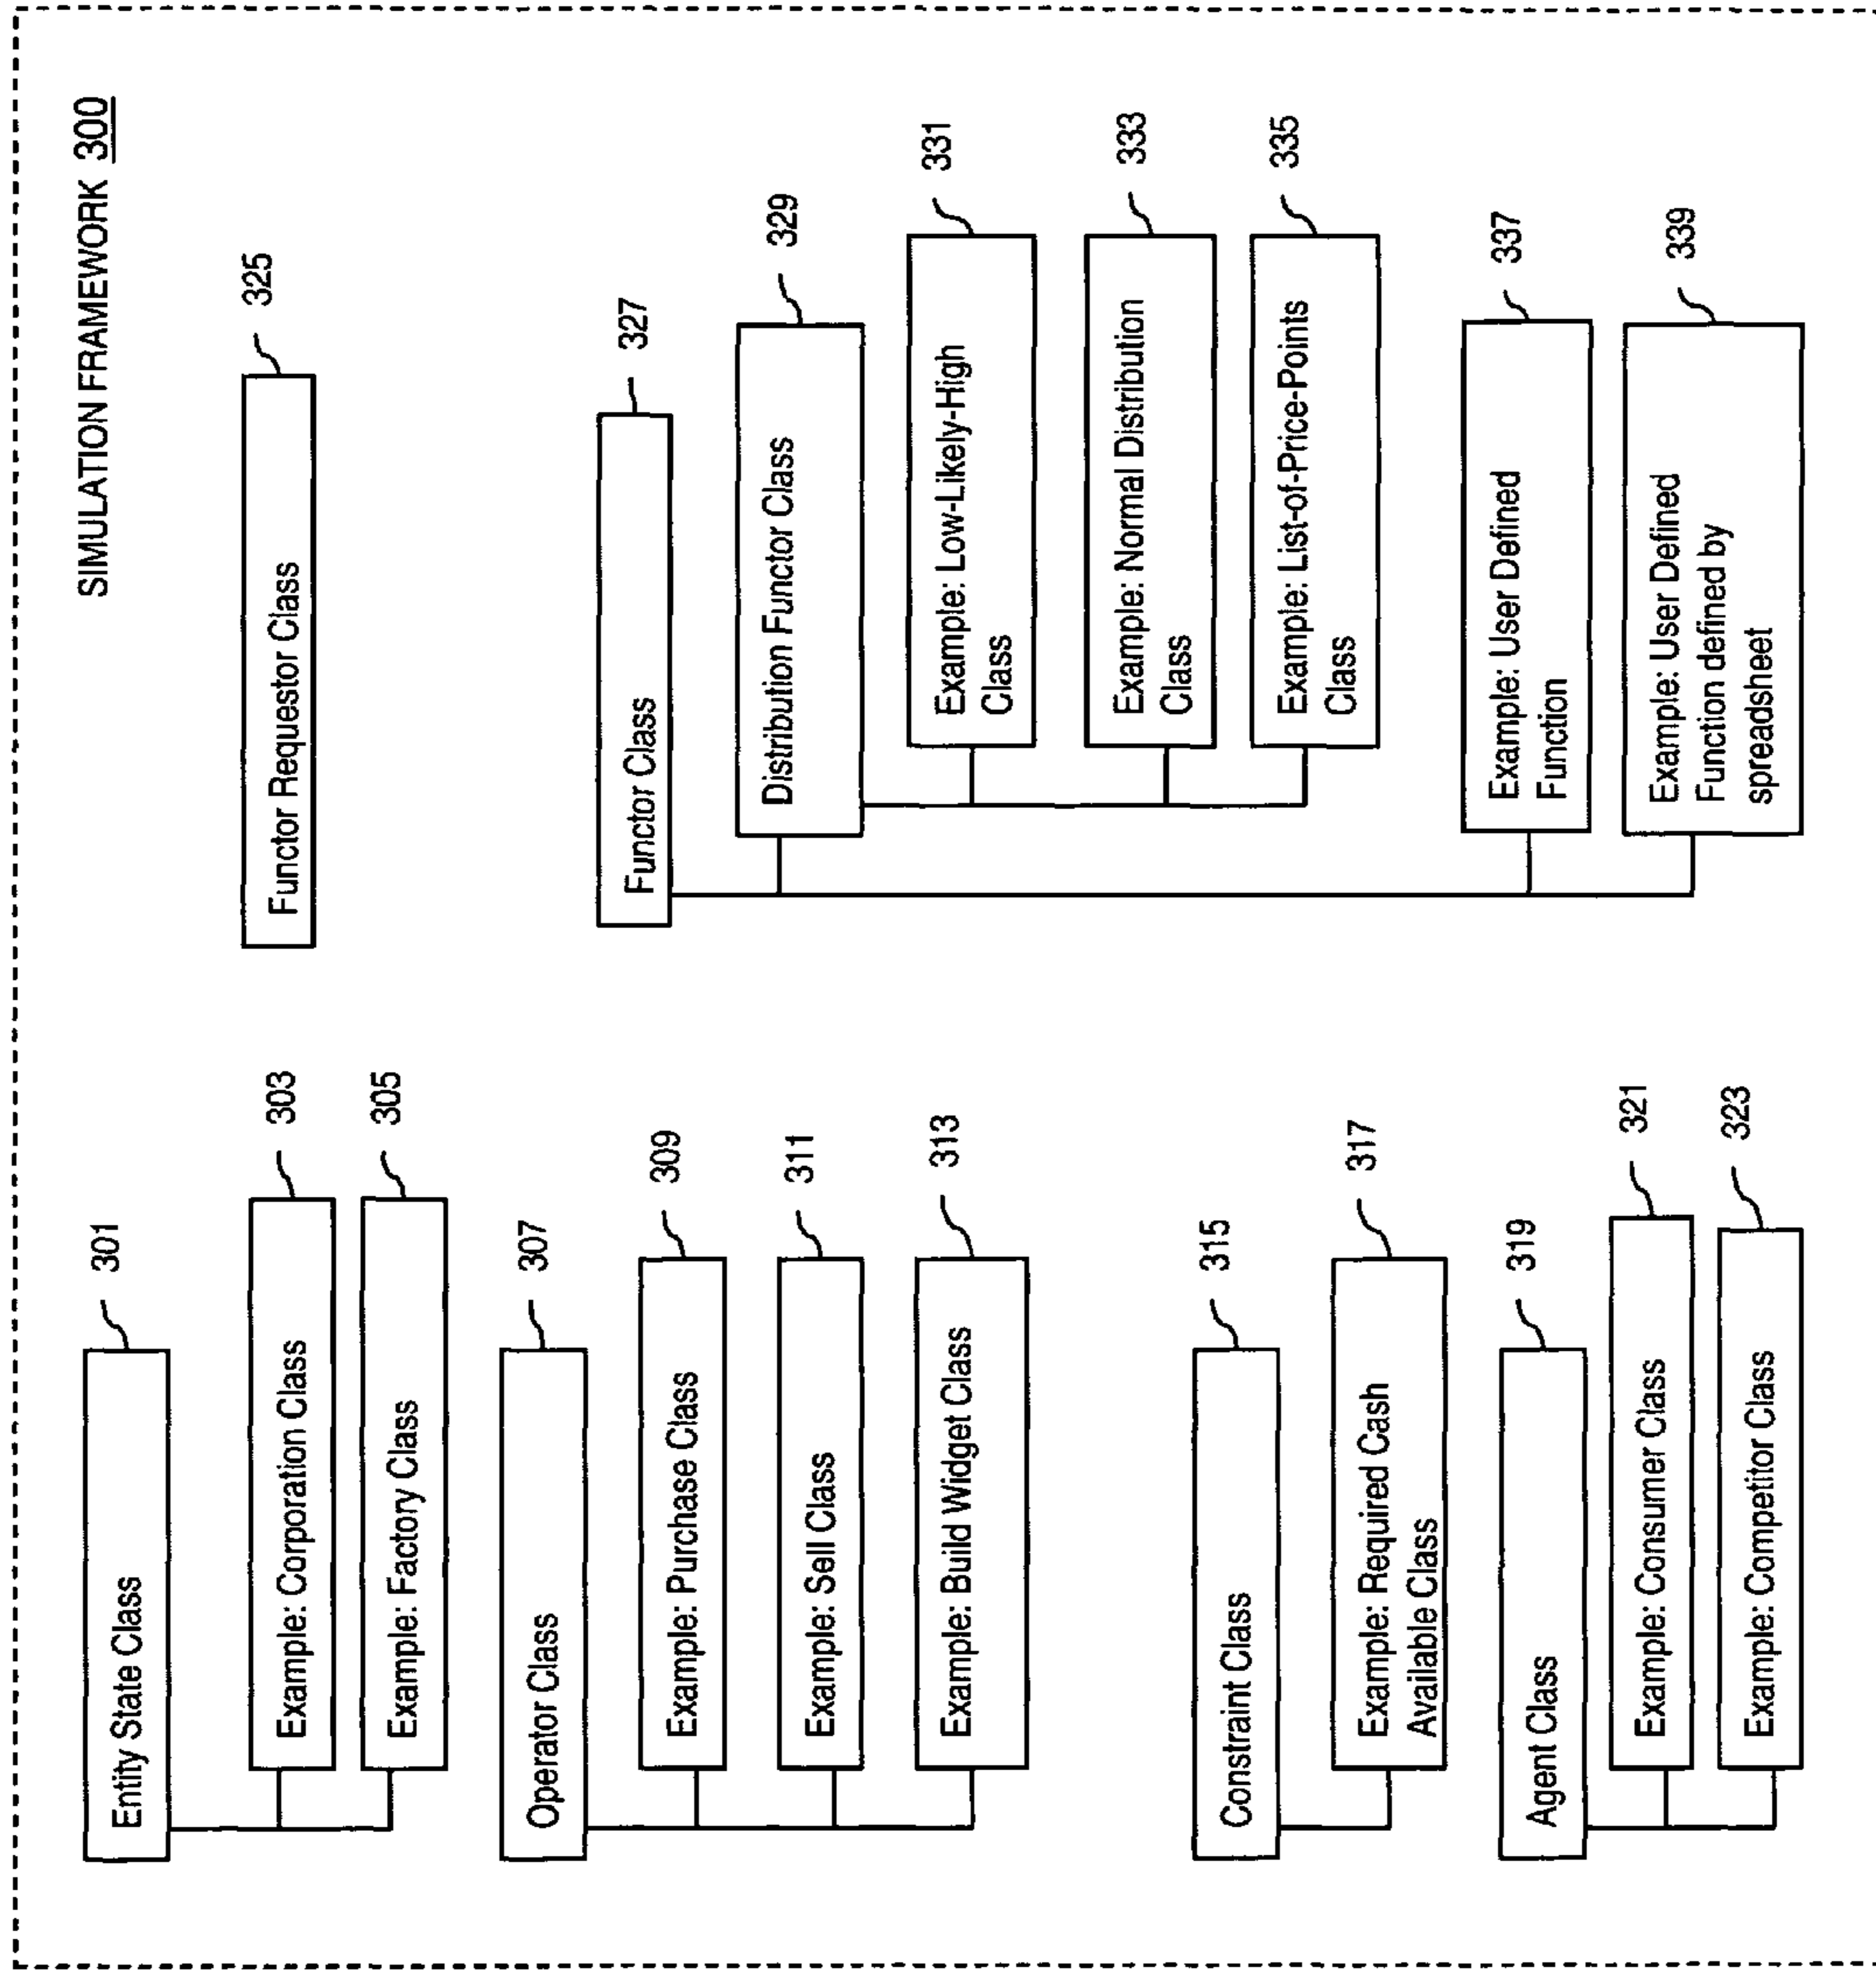 SIMULATION FRAMEWORK 300
301
Entity State Class
303
Example: Corporation Class
305
Example: Factory Class
307
Operator Class
309
Example: Purchase Class
311
Example: Sell Class
313
Example: Build Widget Class
315
Constraint Class
317
Example: Required Cash
Available Class
319
Agent Class
321
Example: Consumer Class
323
Example: Competitor Class
325
Functor Requestor Class
327
Functor Class
329
Distribution Functor Class
331
Example: Low-Likely-High
Class
333
Example: Normal Distribution
Class
335
Example: List-of-Price-Points
Class
337
Example: User Defined
Function
339
Example: User Defined
Function defined by
spreadsheet